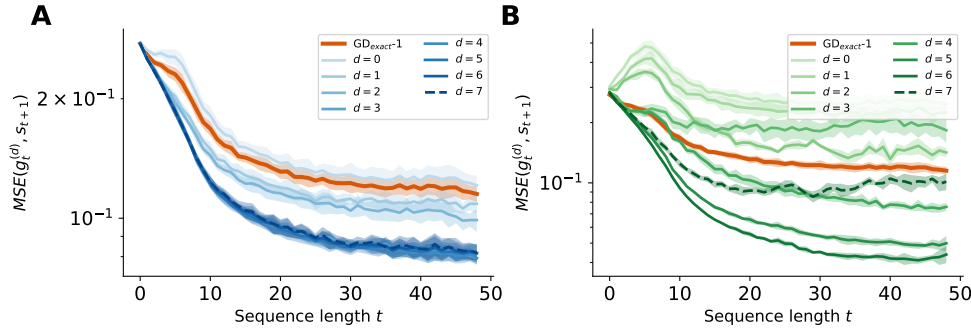 A
B
GD_exact-1
d = 0
d = 1
d = 2
d = 3
d = 4
d = 5
d = 6
d = 7
2 × 10⁻¹
10⁻¹
MSE(g_t^(d), s_{t+1})
0 10 20 30 40 50
Sequence length t
GD_exact-1
d = 0
d = 1
d = 2
d = 3
d = 4
d = 5
d = 6
d = 7
10⁻¹
MSE(g_t^(d), s_{t+1})
0 10 20 30 40 50
Sequence length t